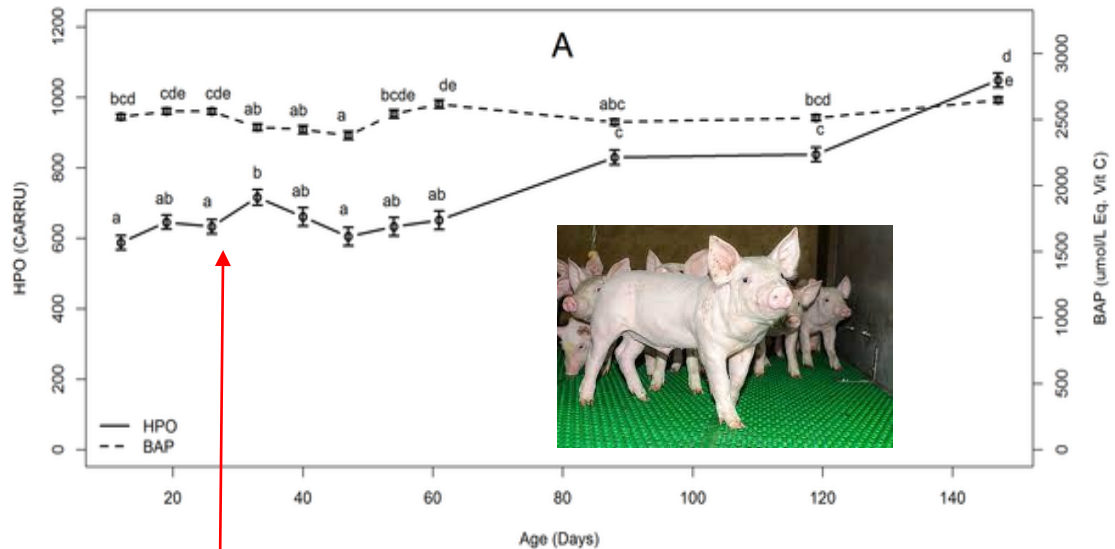 A
HPO (CARRU)
1200
1000
800
600
400
200
0
BAP (umol/L Eq. Vit C)
3000
2500
2000
1500
1000
500
0
bcd cde cde ab ab a bcde de abc bcd d
e
a ab a b ab a ab ab c c
HPO
BAP
20 40 60 80 100 120 140
Age (Days)